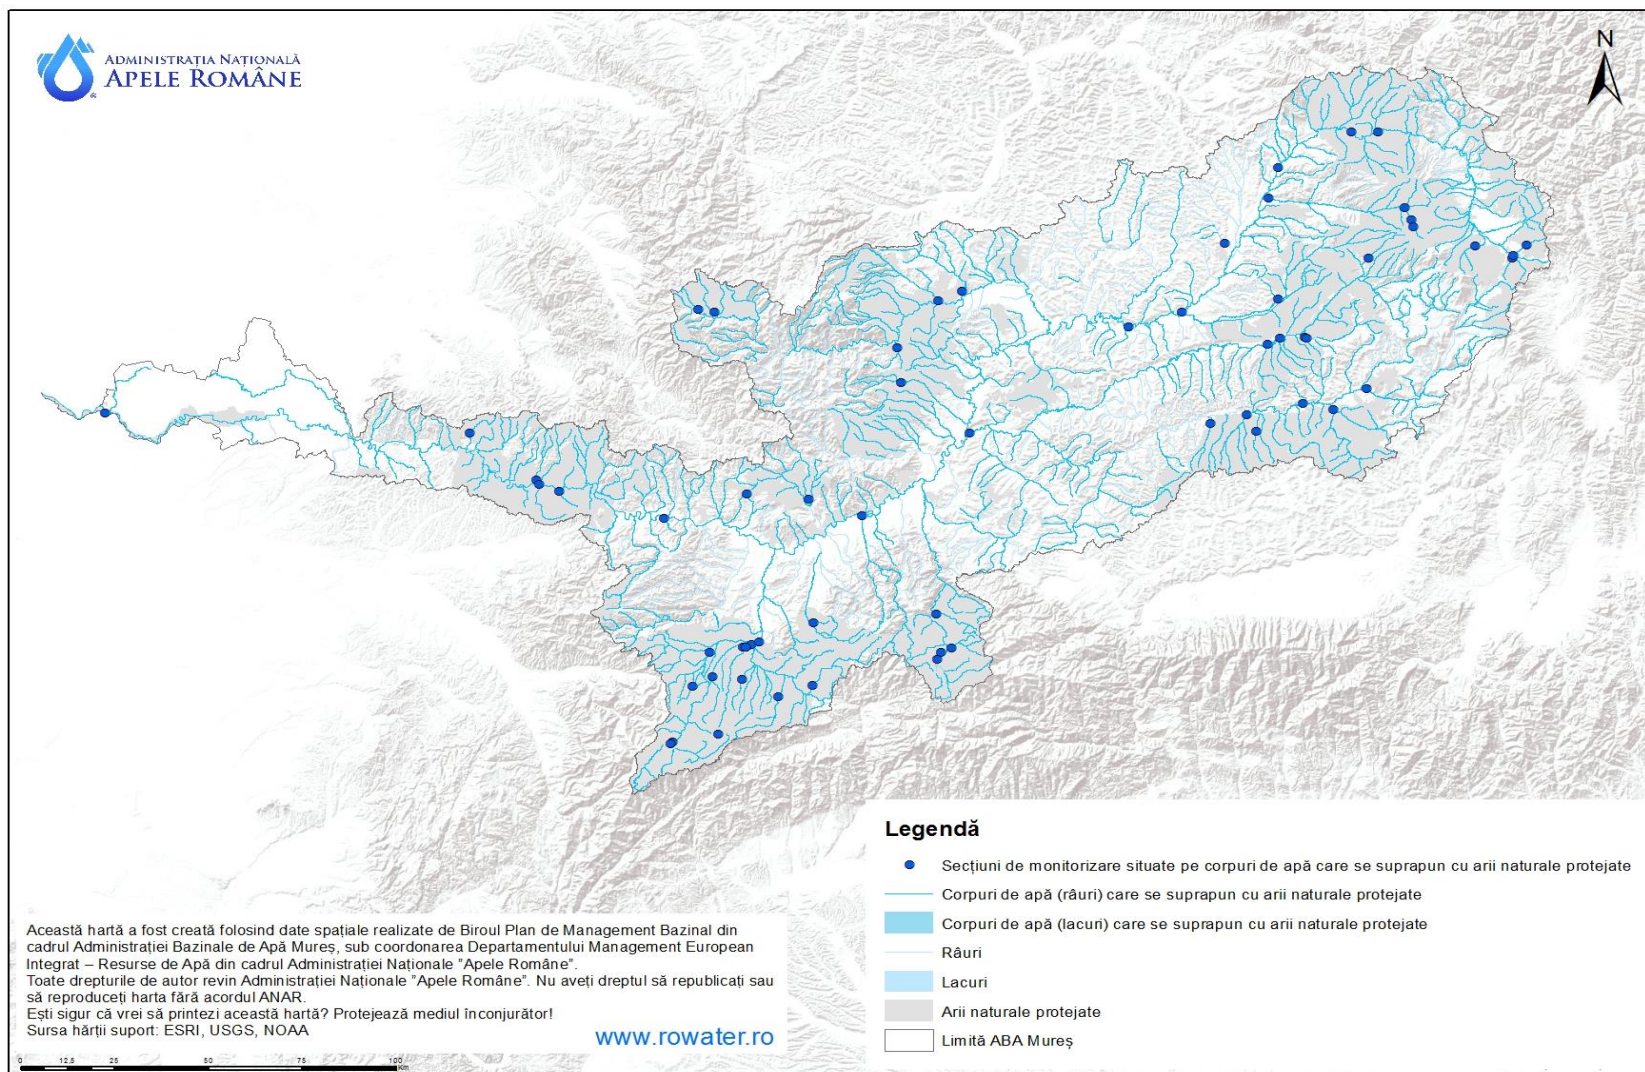 ADMINISTRAȚIA NAȚIONALĂ
APELE ROMÂNE
N
Legendă
Secțiuni de monitorizare situate pe corpuri de apă care se suprapun cu arii naturale protejate
Corpuri de apă (râuri) care se suprapun cu arii naturale protejate
Corpuri de apă (lacuri) care se suprapun cu arii naturale protejate
Râuri
Lacuri
Arii naturale protejate
Limită ABA Mureș
Această hartă a fost creată folosind date spațiale realizate de Biroul Plan de Management Bazinal din
cadrul Administrației Bazinale de Apă Mureș, sub coordonarea Departamentului Management European
Integrat – Resurse de Apă din cadrul Administrației Naționale "Apele Române".
Toate drepturile de autor revin Administrației Naționale "Apele Române". Nu aveți dreptul să republicați sau
să reproduceți harta fără acordul ANAR.
Ești sigur că vrei să printezi această hartă? Protejează mediul înconjurător!
Sursa hărții suport: ESRI, USGS, NOAA
www.rowater.ro
0 12,5 25 50 75 100
Km